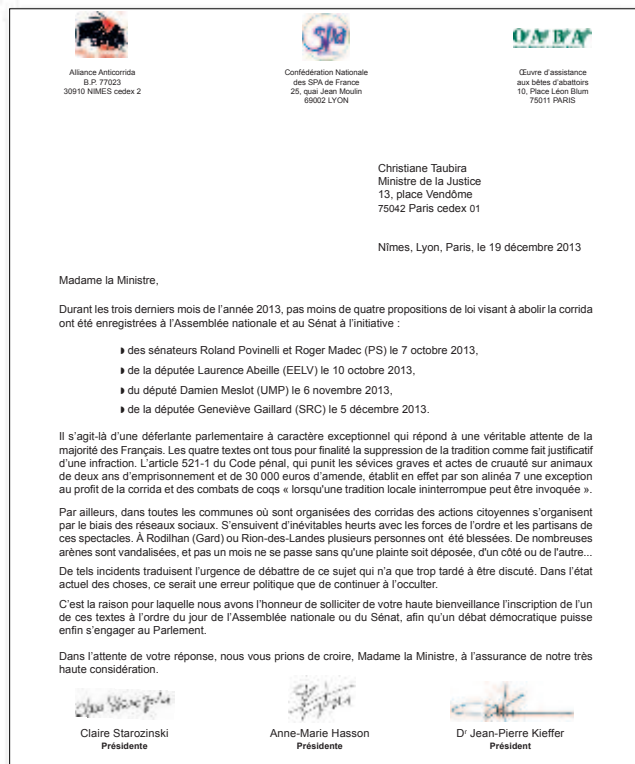 spa
O.A.B.A.
Alliance Anticorrida
B.P. 77023
30910 NIMES cedex 2
Confédération Nationale
des SPA de France
25, quai Jean Moulin
69002 LYON
Œuvre d'assistance
aux bêtes d'abattoirs
10, Place Léon Blum
75011 PARIS
Christiane Taubira
Ministre de la Justice
13, place Vendôme
75042 Paris cedex 01
Nîmes, Lyon, Paris, le 19 décembre 2013
Madame la Ministre,
Durant les trois derniers mois de l'année 2013, pas moins de quatre propositions de loi visant à abolir la corrida
ont été enregistrées à l'Assemblée nationale et au Sénat à l'initiative :
◗ des sénateurs Roland Povinelli et Roger Madec (PS) le 7 octobre 2013,
◗ de la députée Laurence Abeille (EELV) le 10 octobre 2013,
◗ du député Damien Meslot (UMP) le 6 novembre 2013,
◗ de la députée Geneviève Gaillard (SRC) le 5 décembre 2013.
Il s'agit-là d'une déferlante parlementaire à caractère exceptionnel qui répond à une véritable attente de la
majorité des Français. Les quatre textes ont tous pour finalité la suppression de la tradition comme fait justificatif
d'une infraction. L'article 521-1 du Code pénal, qui punit les sévices graves et actes de cruauté sur animaux
de deux ans d'emprisonnement et de 30 000 euros d'amende, établit en effet par son alinéa 7 une exception
au profit de la corrida et des combats de coqs « lorsqu'une tradition locale ininterrompue peut être invoquée ».
Par ailleurs, dans toutes les communes où sont organisées des corridas des actions citoyennes s'organisent
par le biais des réseaux sociaux. S'ensuivent d'inévitables heurts avec les forces de l'ordre et les partisans de
ces spectacles. À Rodilhan (Gard) ou Rion-des-Landes plusieurs personnes ont été blessées. De nombreuses
arènes sont vandalisées, et pas un mois ne se passe sans qu'une plainte soit déposée, d'un côté ou de l'autre...
De tels incidents traduisent l'urgence de débattre de ce sujet qui n'a que trop tardé à être discuté. Dans l'état
actuel des choses, ce serait une erreur politique que de continuer à l'occulter.
C'est la raison pour laquelle nous avons l'honneur de solliciter de votre haute bienveillance l'inscription de l'un
de ces textes à l'ordre du jour de l'Assemblée nationale ou du Sénat, afin qu'un débat démocratique puisse
enfin s'engager au Parlement.
Dans l'attente de votre réponse, nous vous prions de croire, Madame la Ministre, à l'assurance de notre très
haute considération.
Claire Starozinski
Présidente
Anne-Marie Hasson
Présidente
Dr Jean-Pierre Kieffer
Président